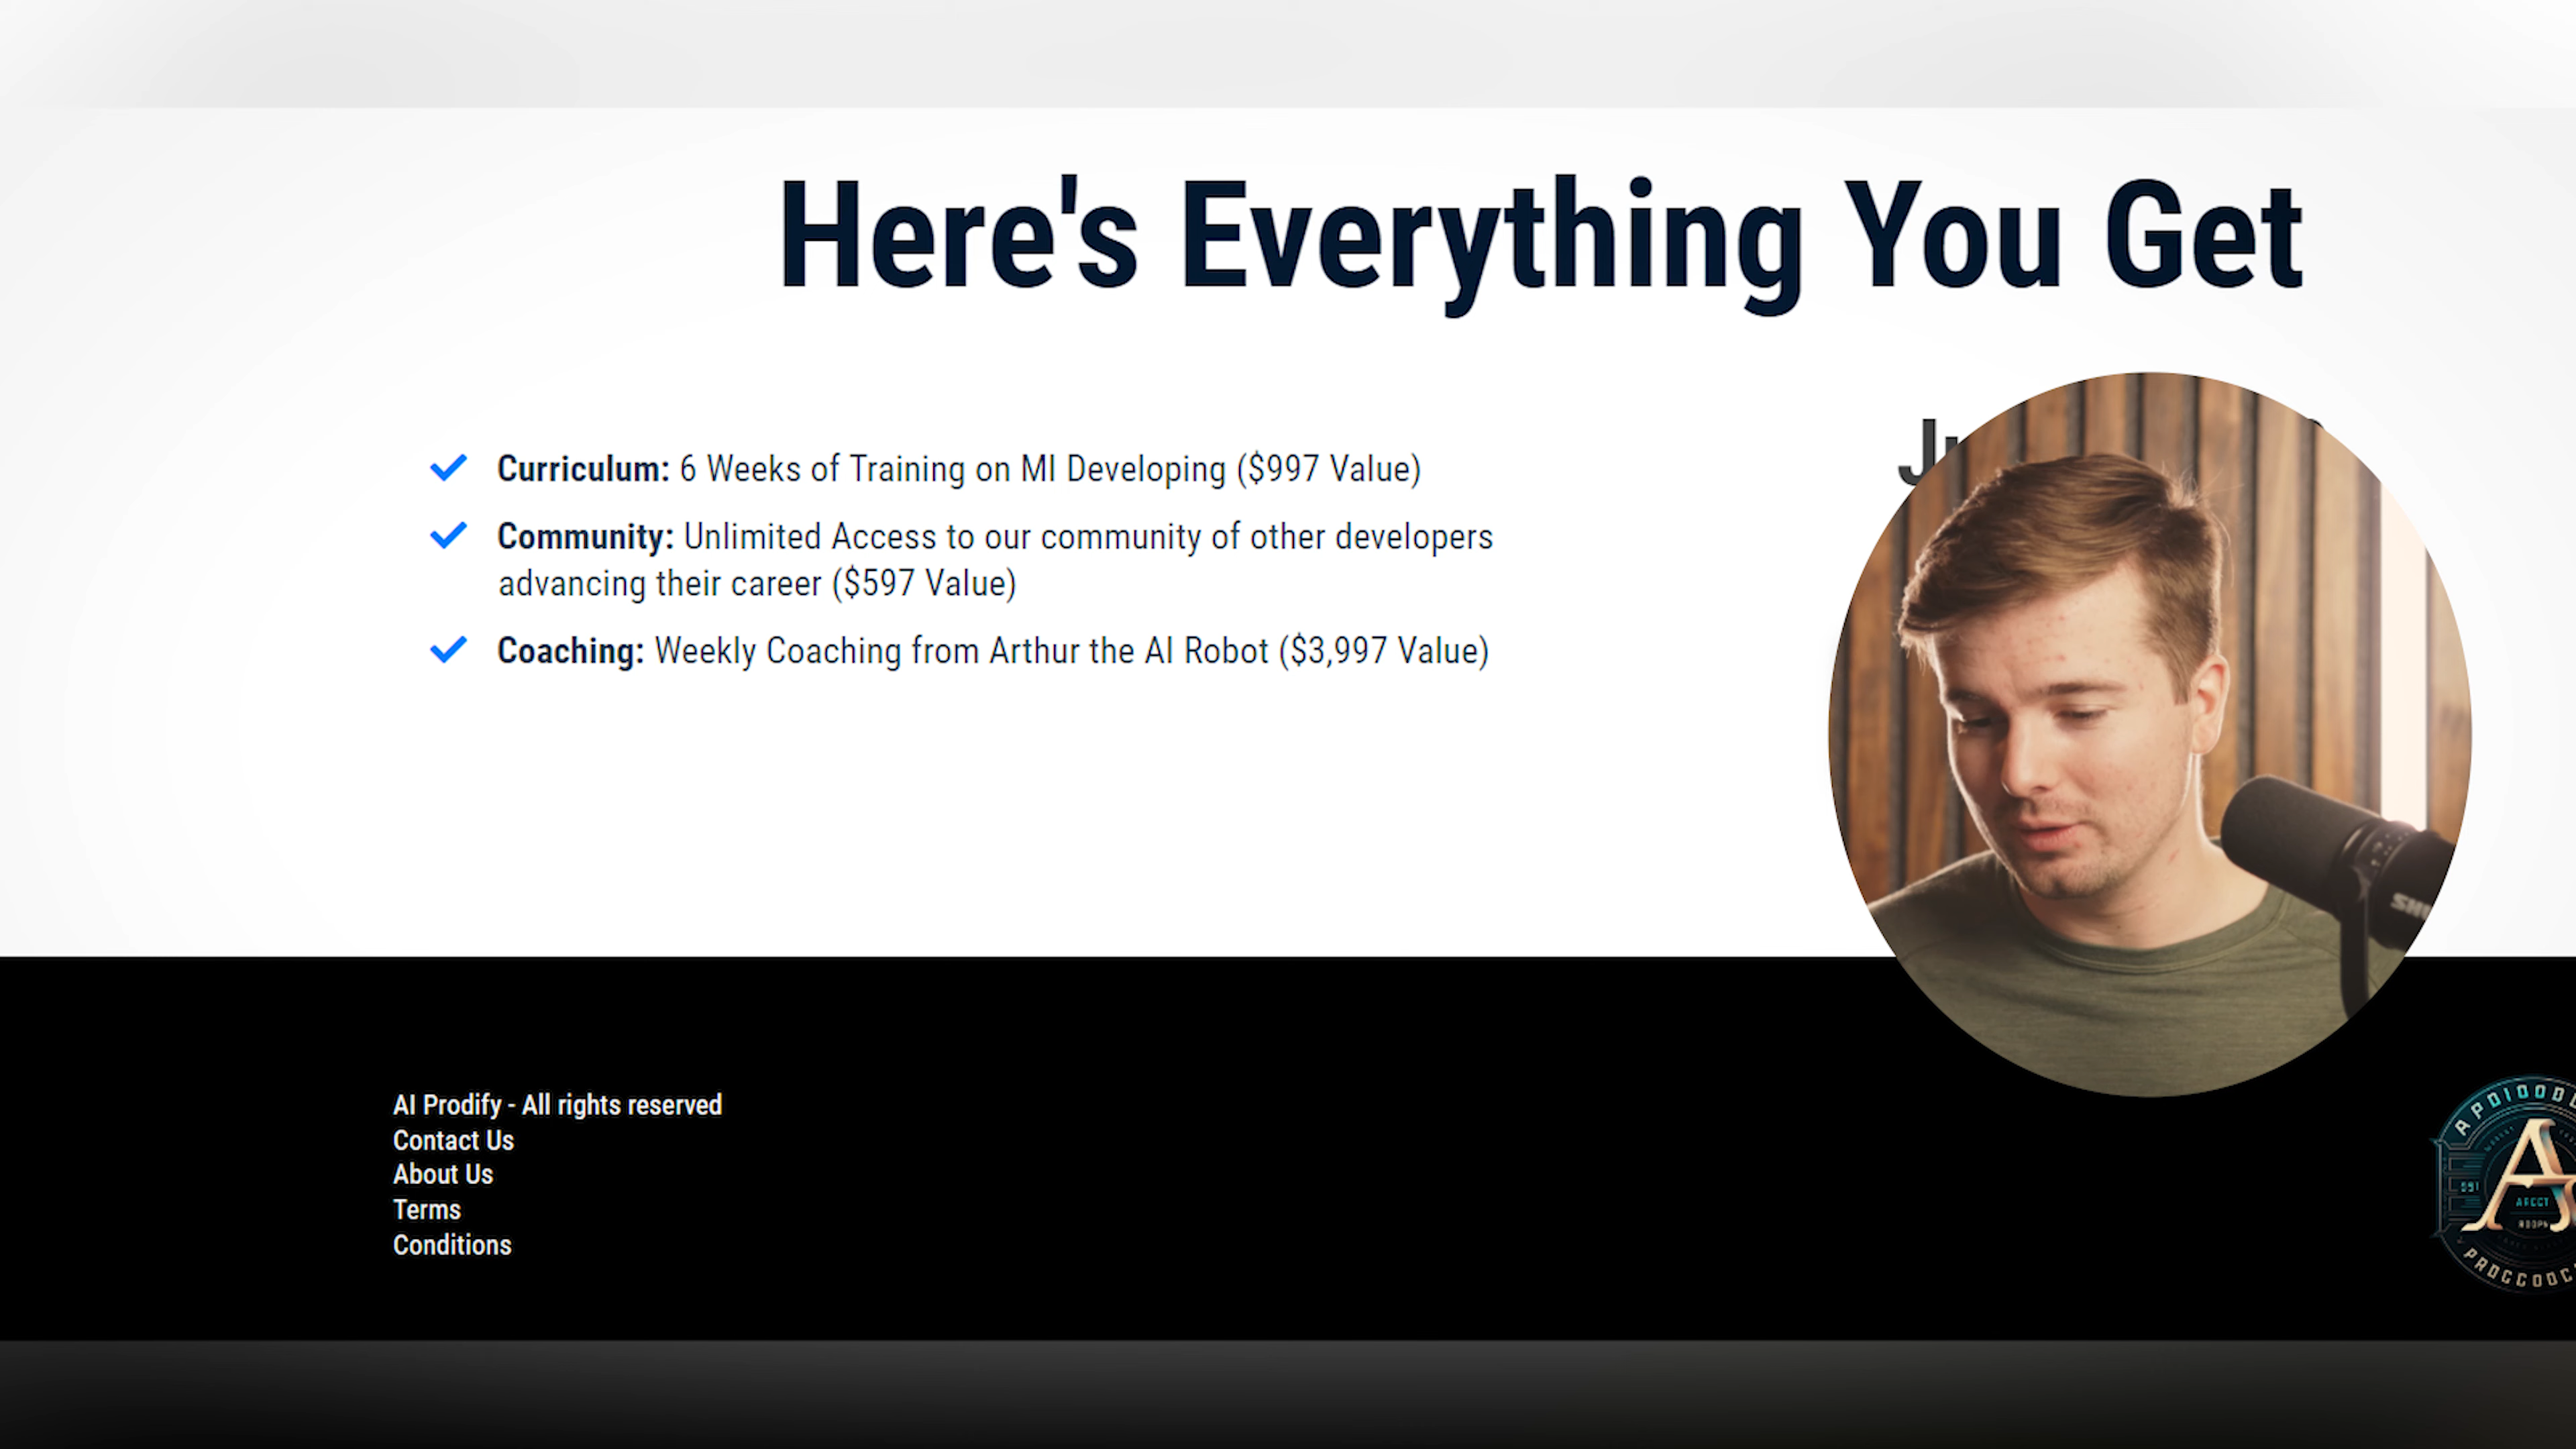 Here's Everything You Get
Curriculum: 6 Weeks of Training on Ml Developing ($997 Value)
Community: Unlimited Access to our community of other developers
advancing their career ($597 Value)
Coaching: Weekly Coaching from Arthur the AI Robot ($3,997 Value)
AI Prodify - All rights reserved
Contact Us
About Us
Terms
Conditions